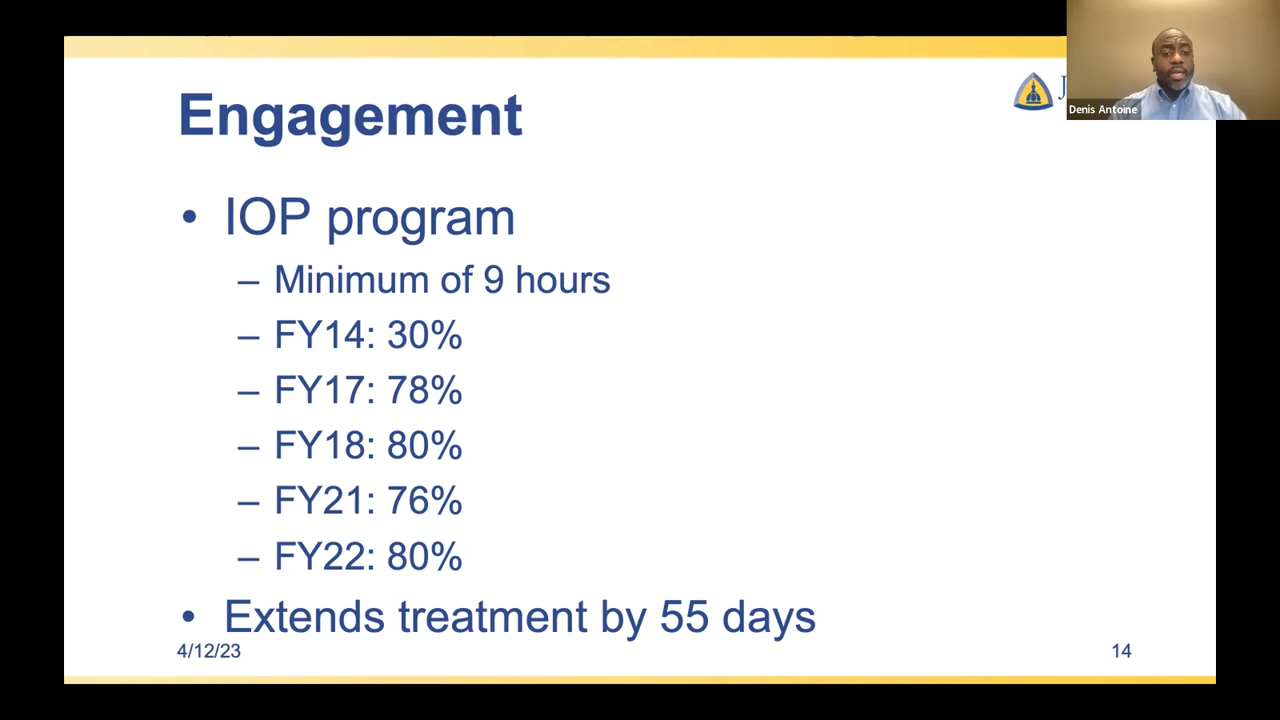 Engagement
Denis Antoine
• IOP program
– Minimum of 9 hours
– FY14: 30%
– FY17: 78%
– FY18: 80%
– FY21: 76%
– FY22: 80%
• Extends treatment by 55 days
4/12/23
14